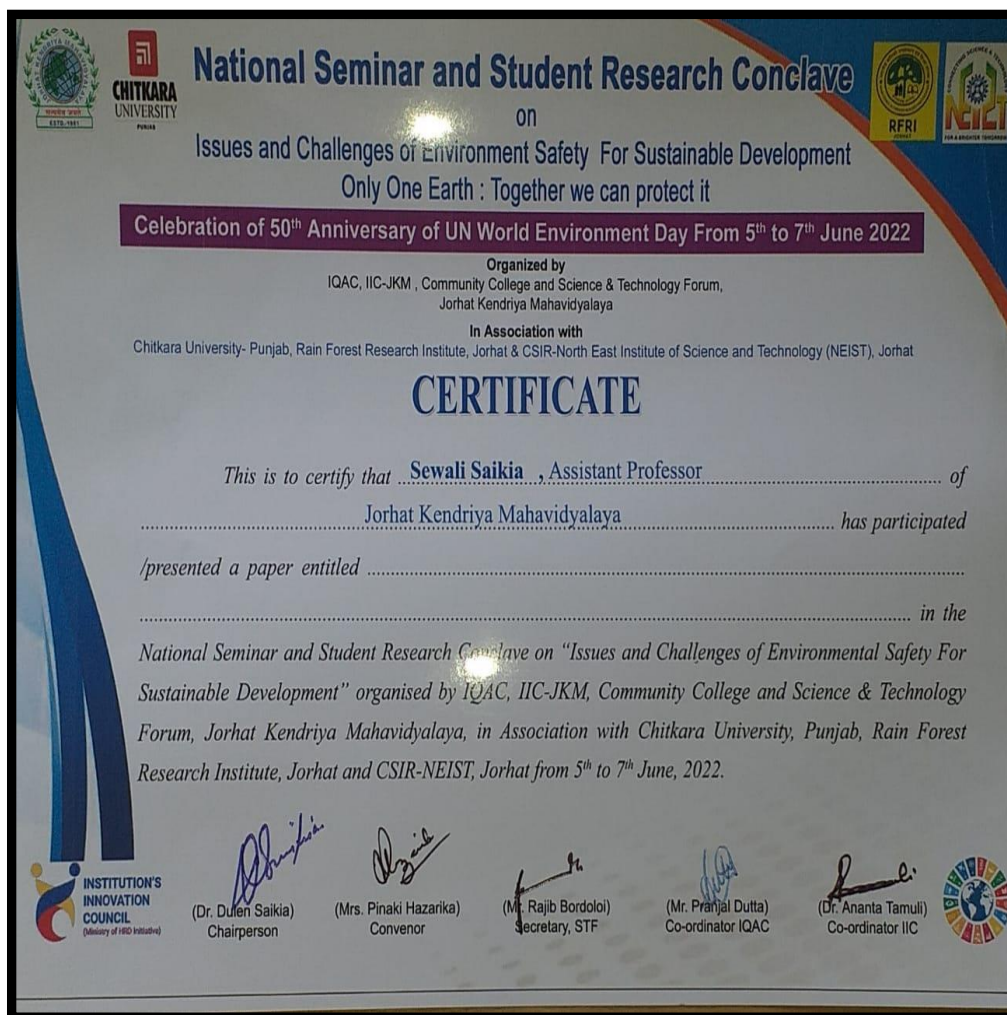 ESTD.-1981
CHITKARA
UNIVERSITY
PUNJAB
National Seminar and Student Research Conclave
on
Issues and Challenges of Environment Safety For Sustainable Development
Only One Earth : Together we can protect it
RFRI
NEIST
Celebration of 50th Anniversary of UN World Environment Day From 5th to 7th June 2022
Organized by
IQAC, IIC-JKM , Community College and Science & Technology Forum,
Jorhat Kendriya Mahavidyalaya
In Association with
Chitkara University- Punjab, Rain Forest Research Institute, Jorhat & CSIR-North East Institute of Science and Technology (NEIST), Jorhat
CERTIFICATE
This is to certify that Sewali Saikia , Assistant Professor of
Jorhat Kendriya Mahavidyalaya has participated
/presented a paper entitled
in the
National Seminar and Student Research Conclave on "Issues and Challenges of Environmental Safety For
Sustainable Development" organised by IQAC, IIC-JKM, Community College and Science & Technology
Forum, Jorhat Kendriya Mahavidyalaya, in Association with Chitkara University, Punjab, Rain Forest
Research Institute, Jorhat and CSIR-NEIST, Jorhat from 5th to 7th June, 2022.
INSTITUTION'S
INNOVATION
COUNCIL
(Ministry of HRD Initiative)
(Dr. Dulen Saikia)
Chairperson
(Mrs. Pinaki Hazarika)
Convenor
(Mr. Rajib Bordoloi)
Secretary, STF
(Mr. Pranjal Dutta)
Co-ordinator IQAC
(Dr. Ananta Tamuli)
Co-ordinator IIC